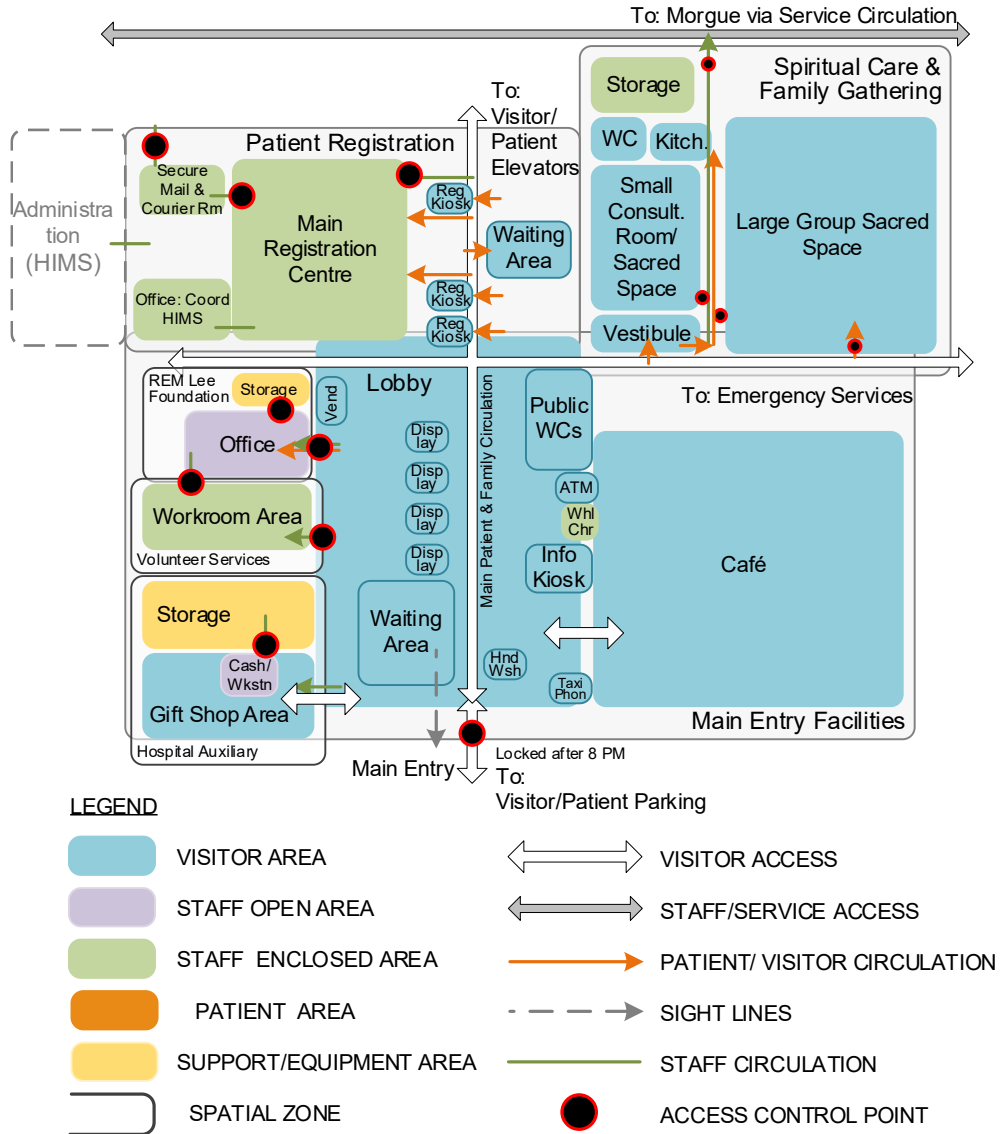 To: Morgue via Service Circulation
Spiritual Care &
Family Gathering
Storage
WC
Kitch.
Small
Consult.
Room/
Sacred
Space
Large Group Sacred
Space
Vestibule
To:
Visitor/
Patient
Elevators
Patient Registration
Secure
Mail &
Courier Rm
Administra
tion
(HIMS)
Main
Registration
Centre
Office: Coord
HIMS
Reg
Kiosk
Waiting
Area
Reg
Kiosk
Reg
Kiosk
To: Emergency Services
REM Lee
Foundation
Storage
Office
Vend
Lobby
Disp
lay
Disp
lay
Disp
lay
Disp
lay
Main Patient & Family Circulation
Public
WCs
ATM
Whl
Chr
Info
Kiosk
Café
Workroom Area
Volunteer Services
Storage
Cash/
Wkstn
Gift Shop Area
Hospital Auxiliary
Waiting
Area
Hnd
Wsh
Taxi
Phon
Main Entry Facilities
Main Entry
Locked after 8 PM
To:
Visitor/Patient Parking
LEGEND
VISITOR AREA
STAFF OPEN AREA
STAFF ENCLOSED AREA
PATIENT AREA
SUPPORT/EQUIPMENT AREA
SPATIAL ZONE
VISITOR ACCESS
STAFF/SERVICE ACCESS
PATIENT/ VISITOR CIRCULATION
SIGHT LINES
STAFF CIRCULATION
ACCESS CONTROL POINT